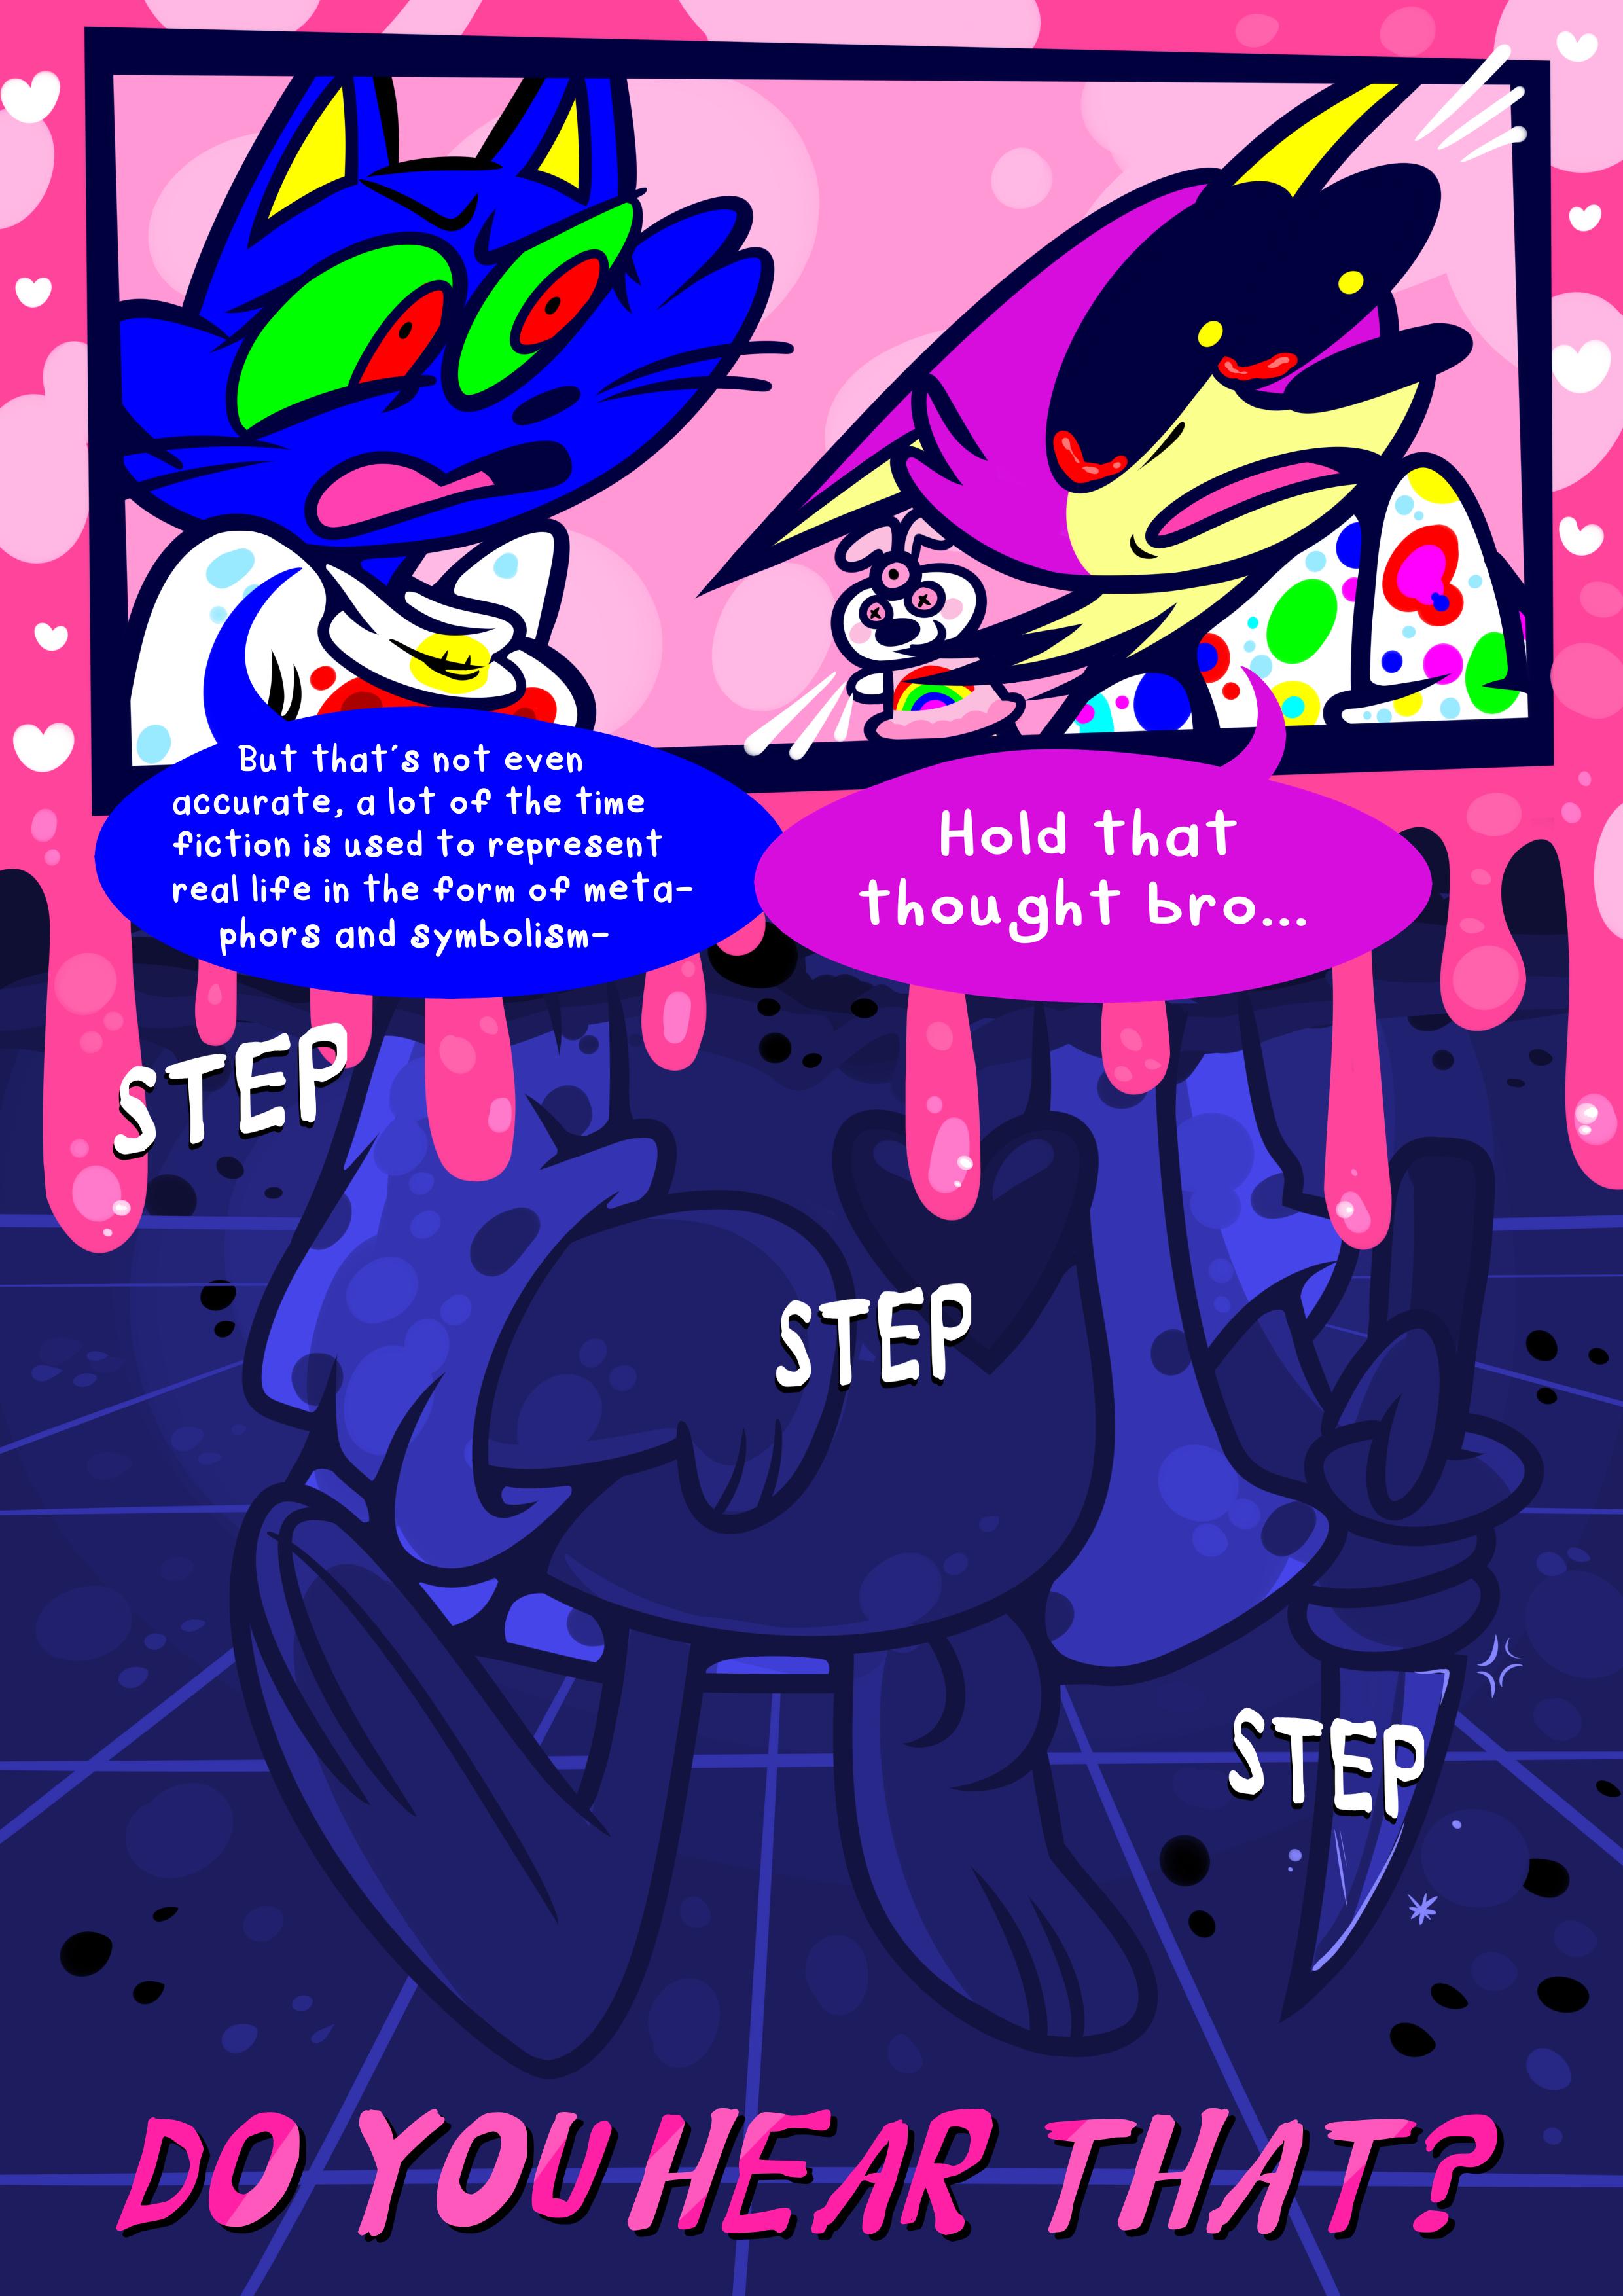 But that's not even
accurate, a lot of the time
fiction is used to represent
real life in the form of meta-
phors and symbolism-
Hold that
thought bro...
STEP
STEP
STEP
DO YOU HEAR THAT?